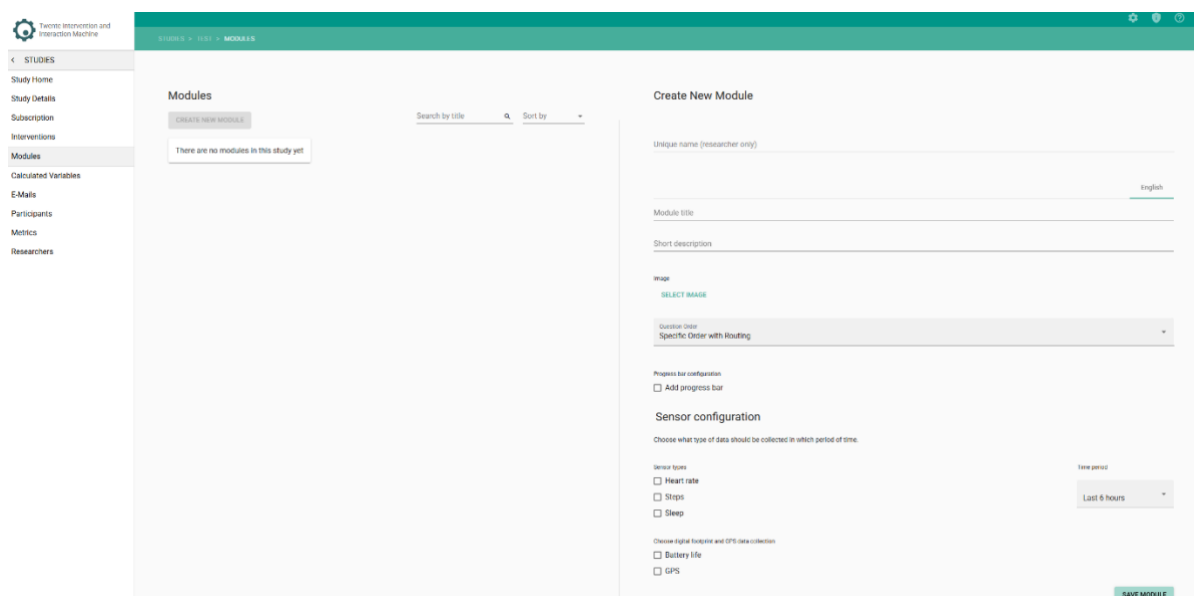 Twente Intervention and
Interaction Machine
STUDIES > TEST > MODULES
< STUDIES
Study Home
Study Details
Subscription
Interventions
Modules
Calculated Variables
E-Mails
Participants
Metrics
Researchers
Modules
CREATE NEW MODULE
Search by title
Sort by
There are no modules in this study yet
Create New Module
Unique name (researcher only)
English
Module title
Short description
Image
SELECT IMAGE
Question Order
Specific Order with Routing
Progress bar configuration
Add progress bar
Sensor configuration
Choose what type of data should be collected in which period of time.
Sensor types
Time period
Heart rate
Steps
Last 6 hours
Sleep
Choose digital footprint and GPS data collection
Battery life
GPS
SAVE MODULE